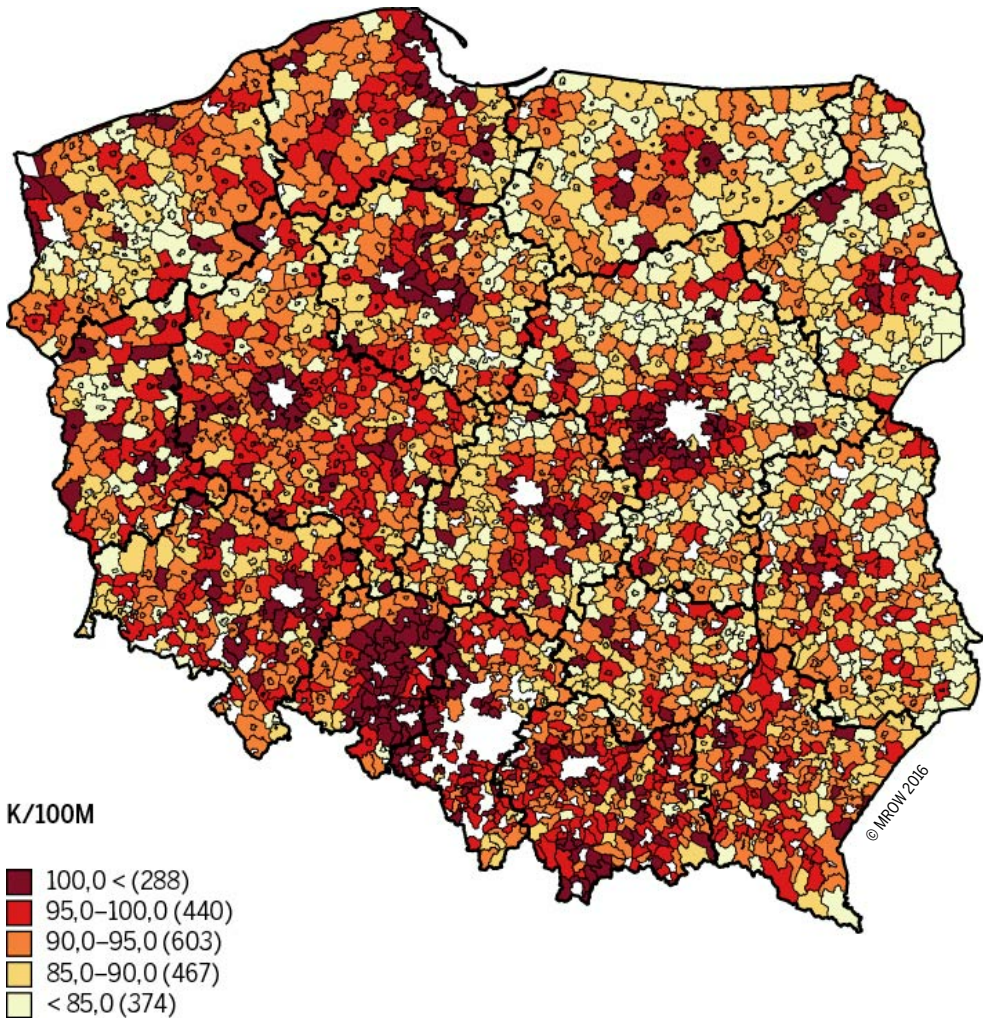 © MROW 2016
K/100M
100,0 < (288)
95,0–100,0 (440)
90,0–95,0 (603)
85,0–90,0 (467)
< 85,0 (374)